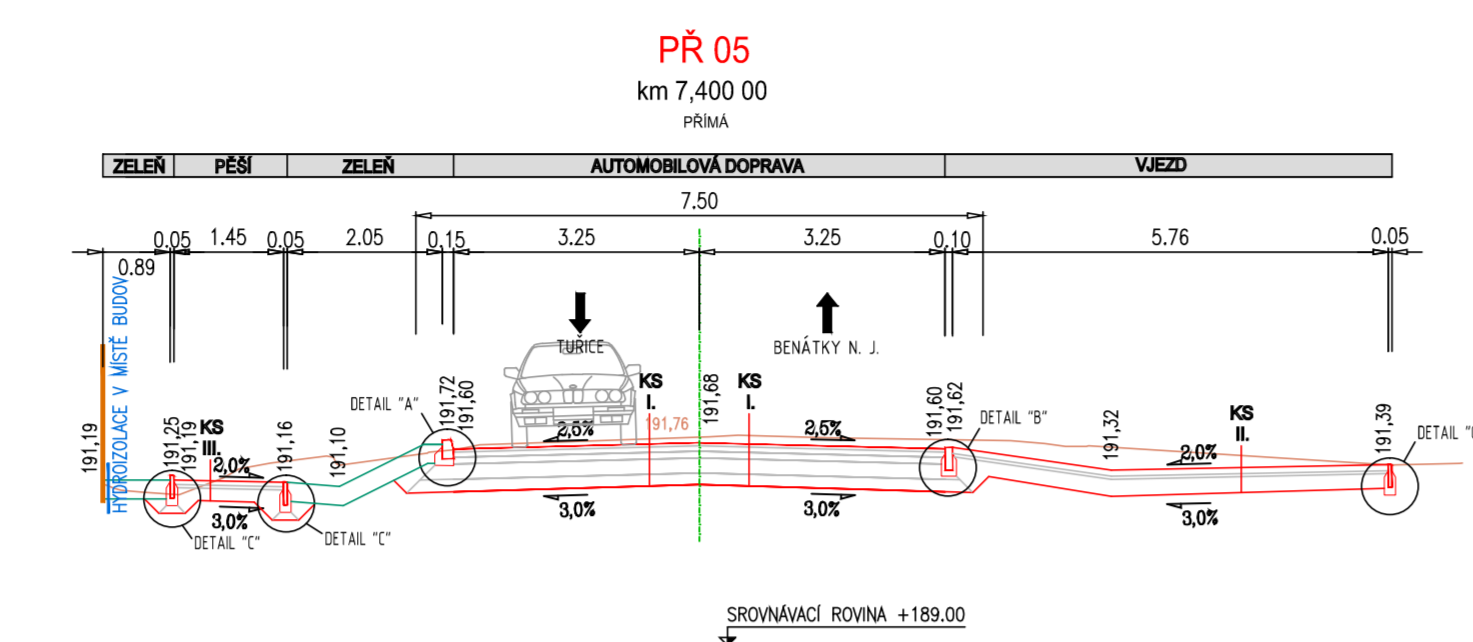 PŘ 05
km 7,400 00
PŘÍMÁ
ZELEŇ PĚŠÍ ZELEŇ AUTOMOBILOVÁ DOPRAVA VJEZD
7.50
0.05 1.45 0.05 2.05 0.15 3.25 3.25 0.10 5.76 0.05
0.89
HYDROIZOLACE V MÍSTĚ BUDOV
TUŘICE
BENÁTKY N. J.
191,19
191,25
191,19
KS
III.
2,0%
3,0%
191,16
191,10
DETAIL "A"
191,72
191,60
2,5%
3,0%
KS
I.
191,76
191,68
KS
I.
2,5%
3,0%
191,60
191,62
DETAIL "B"
191,32
2,0%
3,0%
KS
II.
191,39
DETAIL
DETAIL "C"
DETAIL "C"
SROVNÁVACÍ ROVINA +189.00